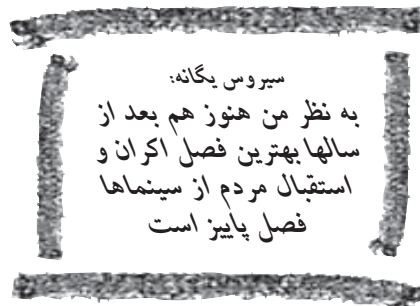 سیروس یگانه:
به نظر من هنوز هم بعد از
سالها بهترین فصل اکران و
استقبال مردم از سینماها
فصل پاییز است